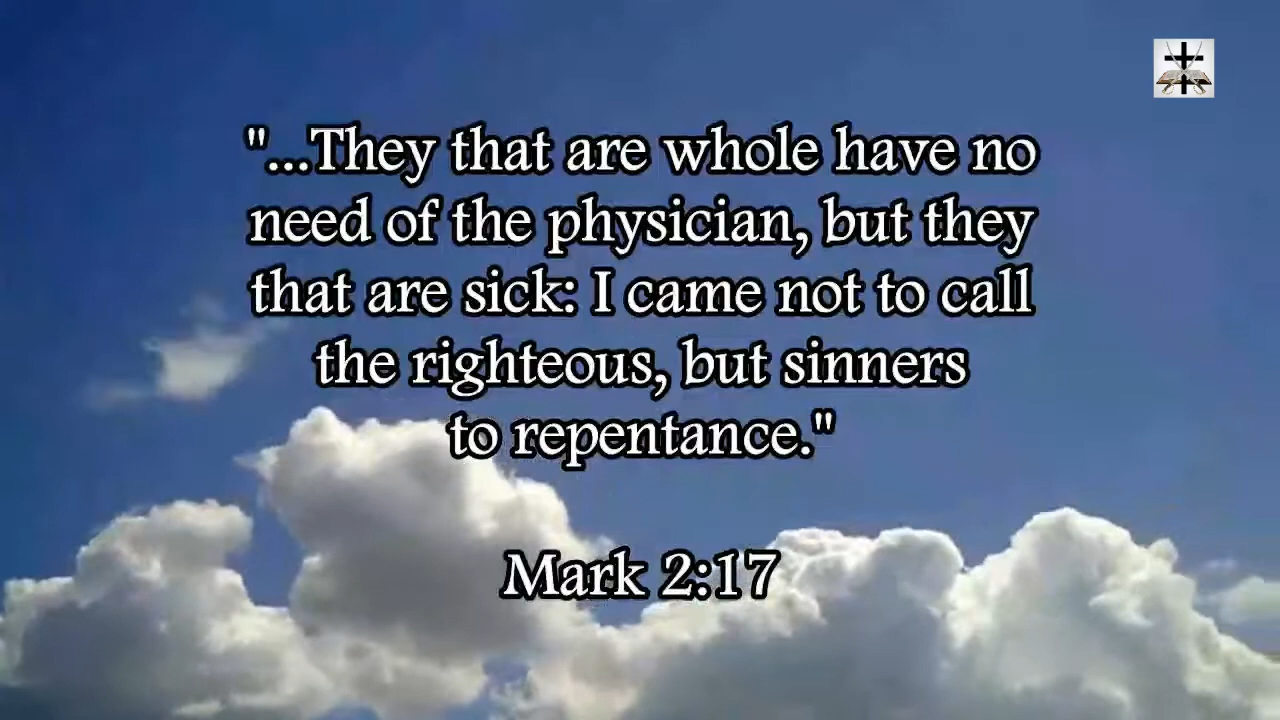 "...They that are whole have no
need of the physician, but they
that are sick: I came not to call
the righteous, but sinners
to repentance."
Mark 2:17